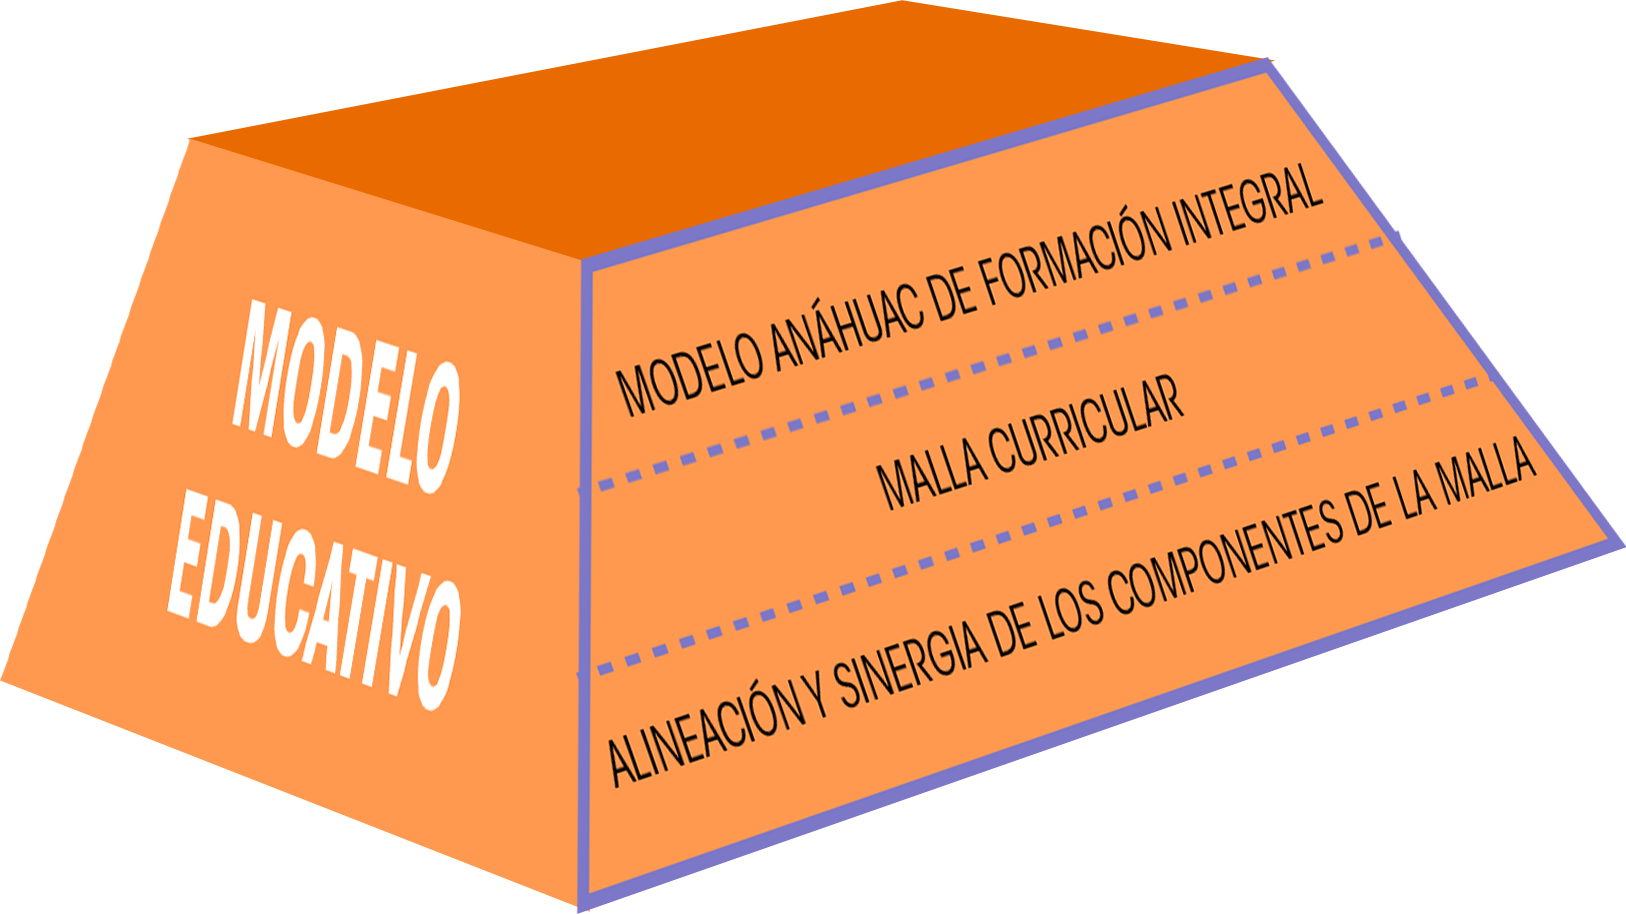 MODELO
EDUCATIVO
MODELO ANÁHUAC DE FORMACIÓN INTEGRAL
MALLA CURRICULAR
ALINEACIÓN Y SINERGIA DE LOS COMPONENTES DE LA MALLA